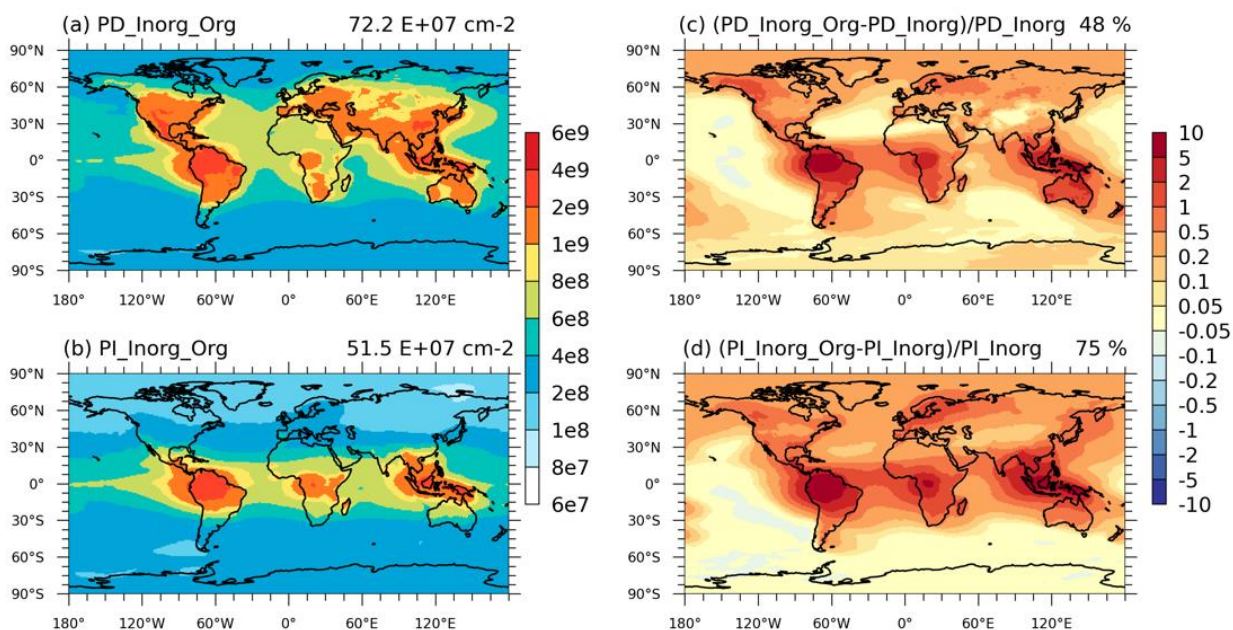 (a) PD_Inorg_Org 72.2 E+07 cm-2
90°N
60°N
30°N
0°
30°S
60°S
90°S
180° 120°W 60°W 0° 60°E 120°E
(b) PI_Inorg_Org 51.5 E+07 cm-2
90°N
60°N
30°N
0°
30°S
60°S
90°S
180° 120°W 60°W 0° 60°E 120°E
6e9
4e9
2e9
1e9
8e8
6e8
4e8
2e8
1e8
8e7
6e7
(c) (PD_Inorg_Org-PD_Inorg)/PD_Inorg 48 %
90°N
60°N
30°N
0°
30°S
60°S
90°S
180° 120°W 60°W 0° 60°E 120°E
(d) (PI_Inorg_Org-PI_Inorg)/PI_Inorg 75 %
90°N
60°N
30°N
0°
30°S
60°S
90°S
180° 120°W 60°W 0° 60°E 120°E
10
5
2
1
0.5
0.1
0.05
-0.05
-0.1
-0.2
-0.5
-1
-2
-5
-10